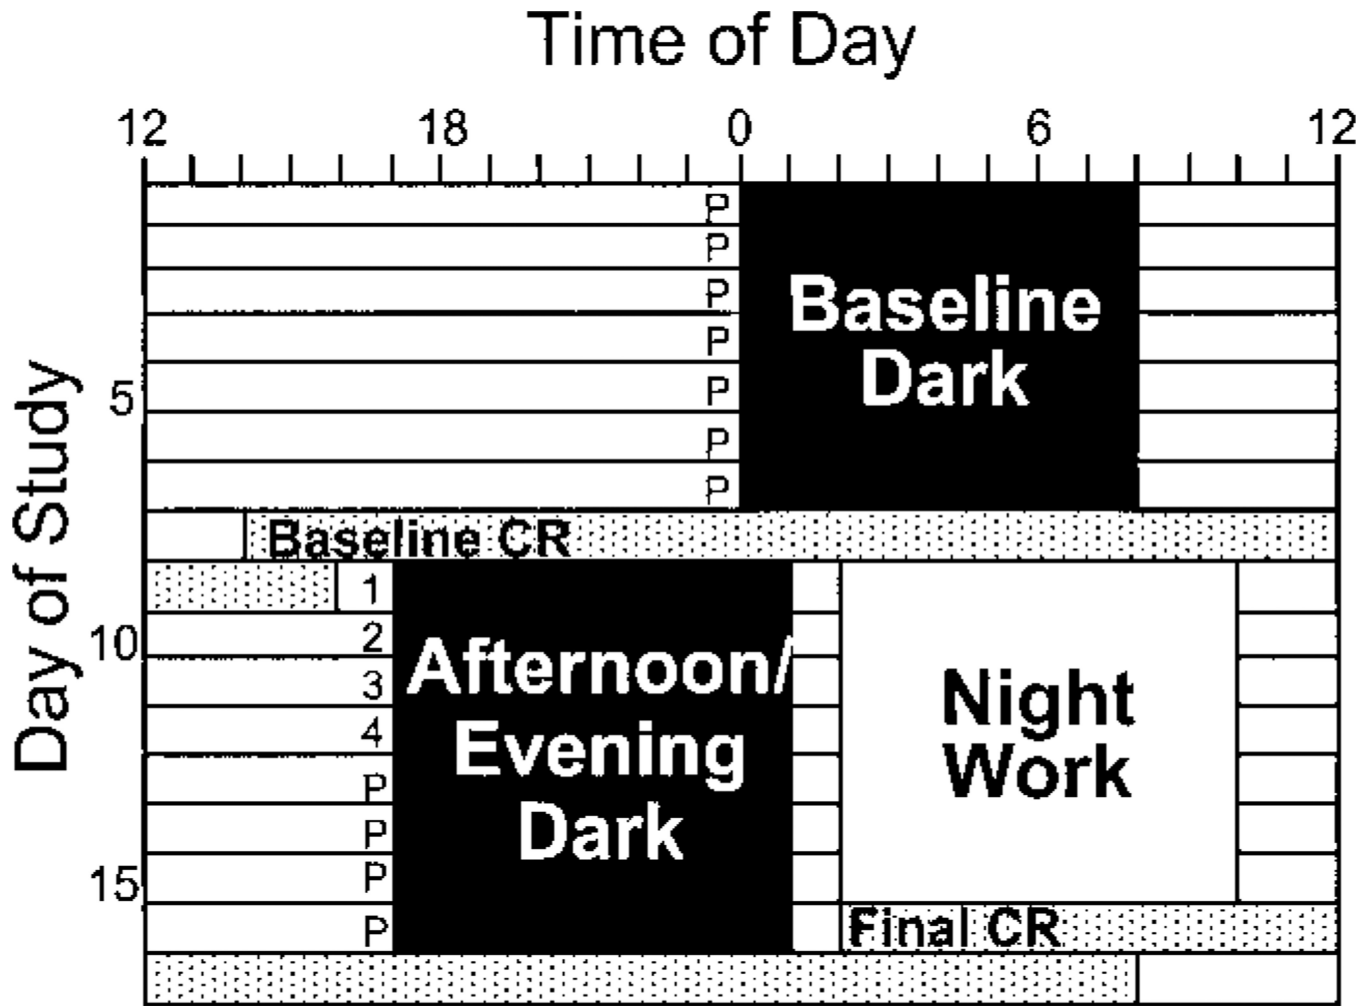 Time of Day
12 18 0 6 12
P
P
P
P
P
P
P
Baseline
Dark
Day of Study
5
10
15
Baseline CR
1
2
3
4
P
P
P
P
Afternoon/
Evening
Dark
Night
Work
Final CR